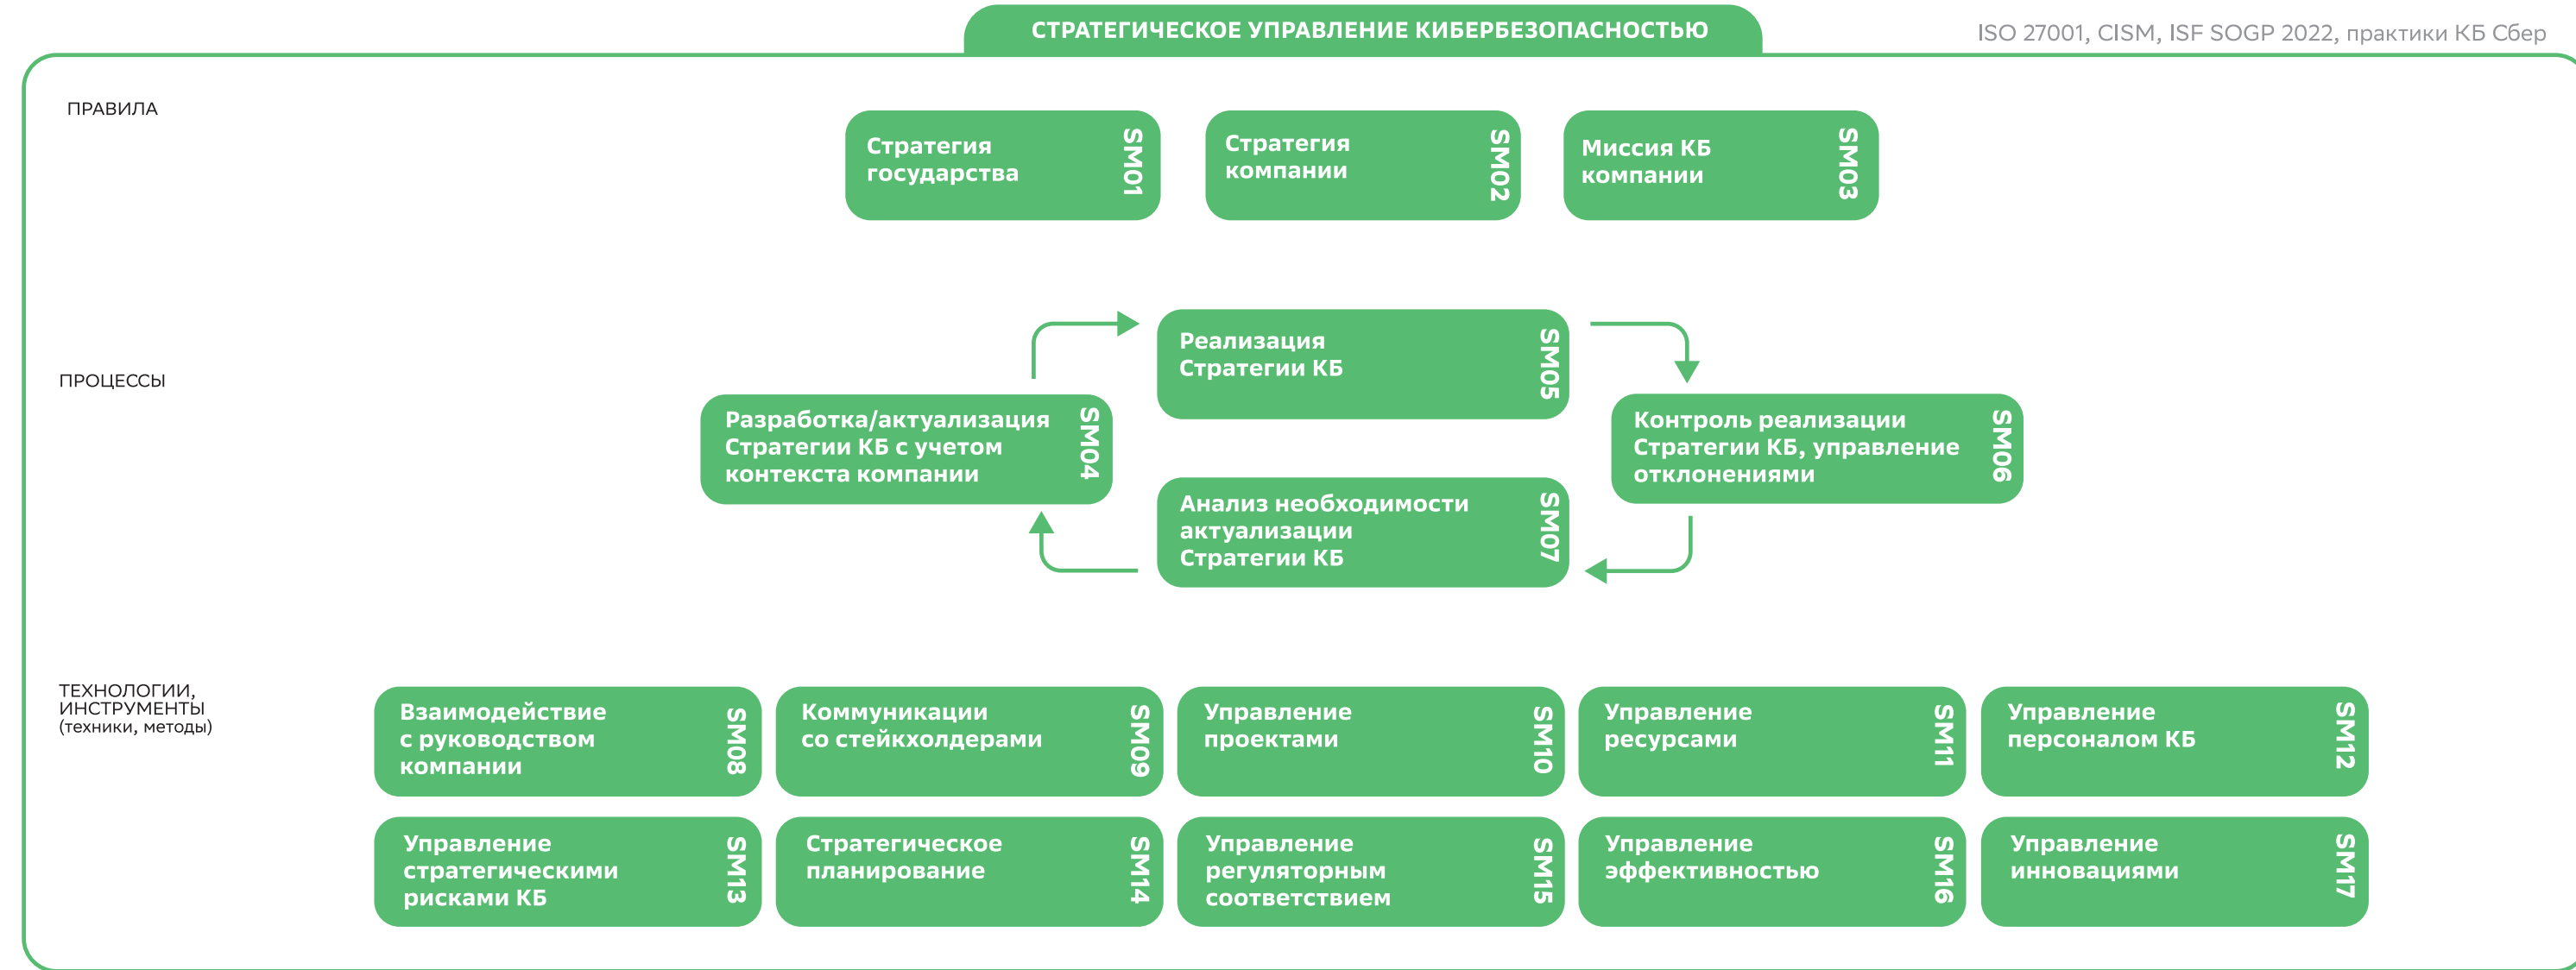 СТРАТЕГИЧЕСКОЕ УПРАВЛЕНИЕ КИБЕРБЕЗОПАСНОСТЬЮ
ISO 27001, CISM, ISF SOGP 2022, практики КБ Сбер
ПРАВИЛА
Стратегия
государства
SM01
Стратегия
компании
SM02
Миссия КБ
компании
SM03
ПРОЦЕССЫ
Разработка/актуализация
Стратегии КБ с учетом
контекста компании
SM04
Реализация
Стратегии КБ
SM05
Контроль реализации
Стратегии КБ, управление
отклонениями
SM06
Анализ необходимости
актуализации
Стратегии КБ
SM07
ТЕХНОЛОГИИ,
ИНСТРУМЕНТЫ
(техники, методы)
Взаимодействие
с руководством
компании
SM08
Коммуникации
со стейкхолдерами
SM09
Управление
проектами
SM10
Управление
ресурсами
SM11
Управление
персоналом КБ
SM12
Управление
стратегическими
рисками КБ
SM13
Стратегическое
планирование
SM14
Управление
регуляторным
соответствием
SM15
Управление
эффективностью
SM16
Управление
инновациями
SM17